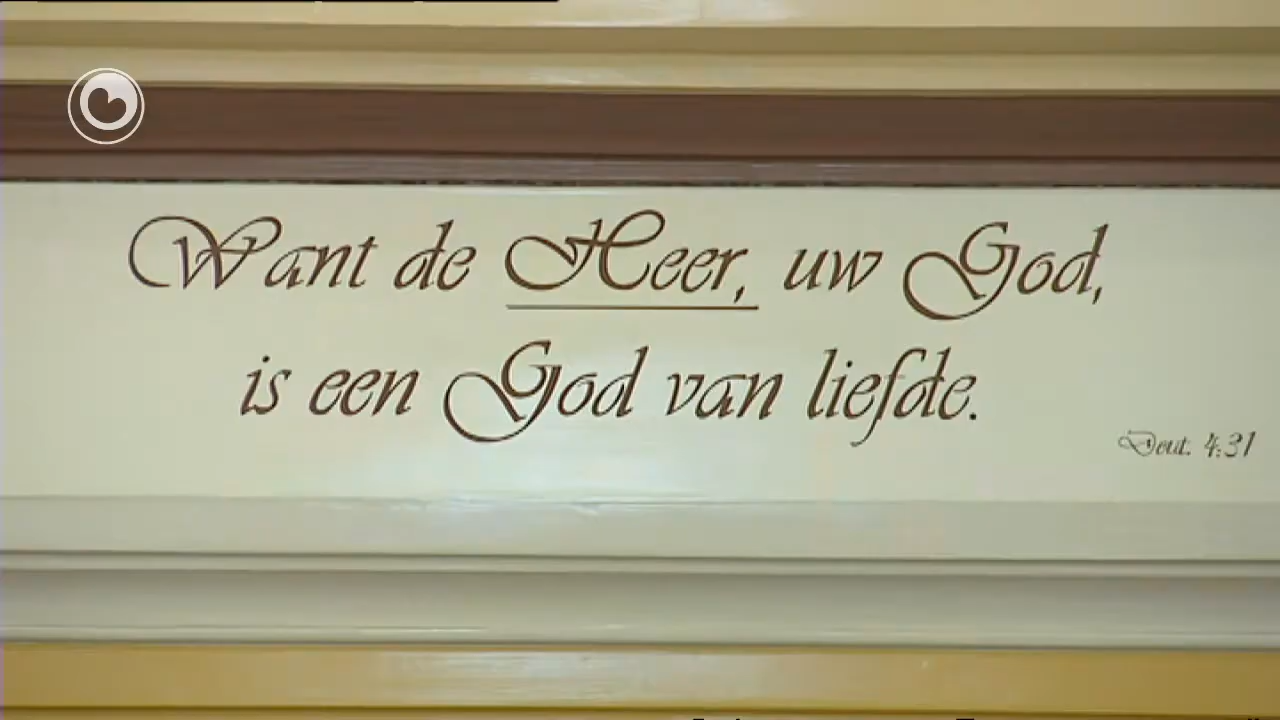 Want de Heer, uw God,
is een God van liefde.
Deut. 4:31